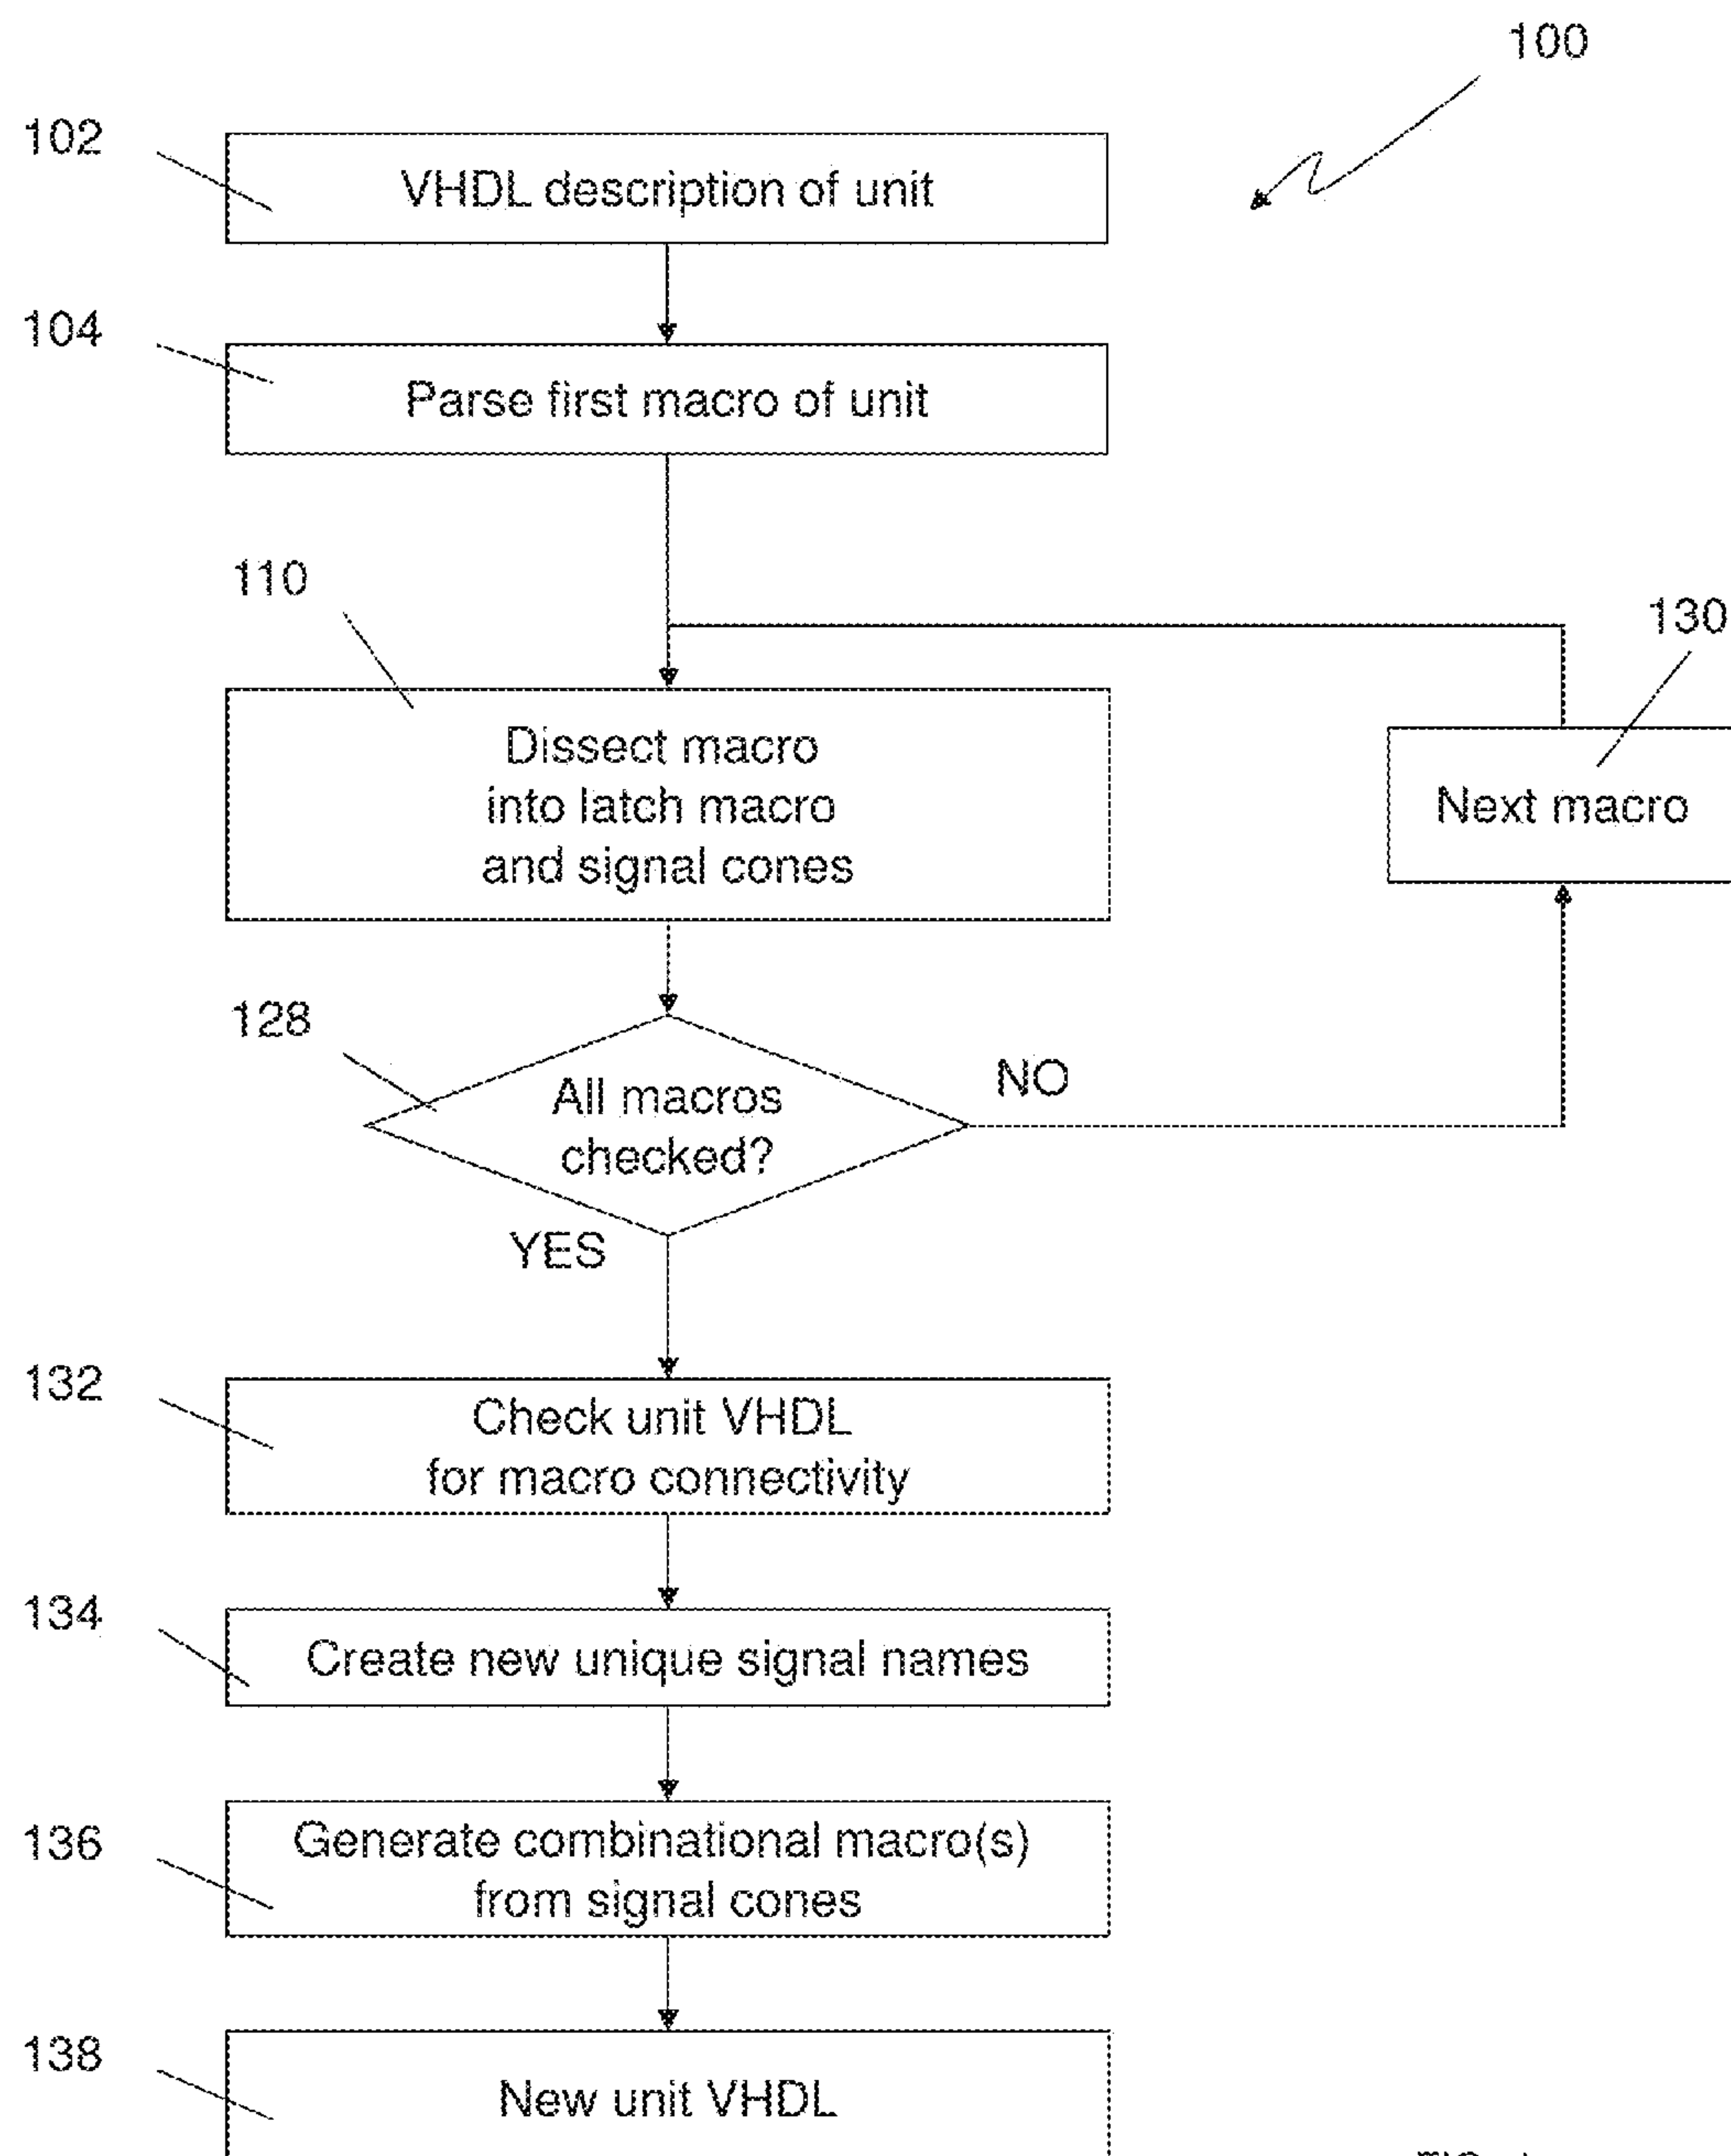 100
102
VHDL description of unit
104
Parse first macro of unit
110
130
Dissect macro
into latch macro
and signal cones
Next macro
128
All macros
checked?
NO
YES
132
Check unit VHDL
for macro connectivity
134
Create new unique signal names
136
Generate combinational macro(s)
from signal cones
138
New unit VHDL